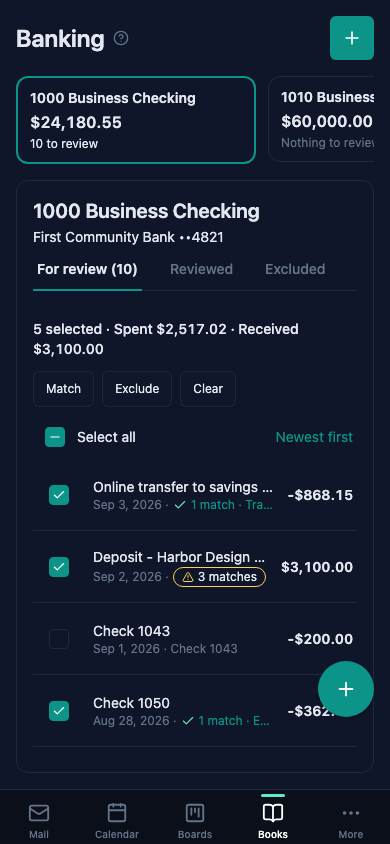 Banking
1000 Business Checking
$24,180.55
10 to review
1010 Business
$60,000.00
Nothing to review
1000 Business Checking
First Community Bank ••4821
For review (10)
Reviewed
Excluded
5 selected · Spent $2,517.02 · Received
$3,100.00
Match
Exclude
Clear
Select all
Newest first
Online transfer to savings ...
-$868.15
Sep 3, 2026 · 1 match · Tra...
Deposit - Harbor Design ...
$3,100.00
Sep 2, 2026 · 3 matches
Check 1043
-$200.00
Sep 1, 2026 · Check 1043
Check 1050
-$362.
Aug 28, 2026 · 1 match · E...
Mail
Calendar
Boards
Books
More